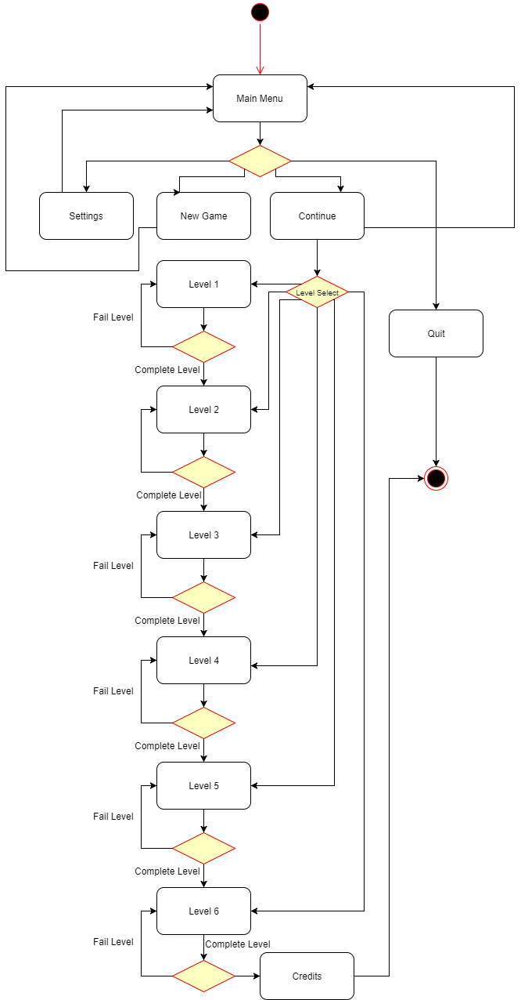 Main Menu
Settings
New Game
Continue
Level 1
Level Select
Fail Level
Quit
Complete Level
Level 2
Complete Level
Level 3
Fail Level
Complete Level
Level 4
Fail Level
Complete Level
Level 5
Fail Level
Complete Level
Level 6
Fail Level
Complete Level
Credits